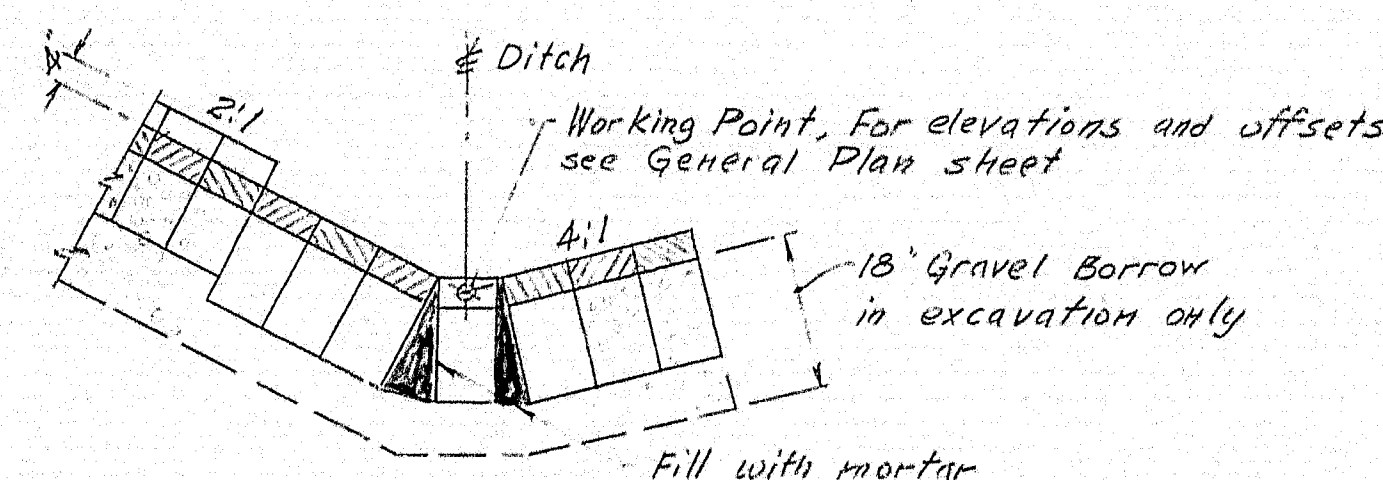 ℄ Ditch
2:1
Working Point, For elevations and offsets
see General Plan sheet
4:1
18" Gravel Borrow
in excavation only
Fill with mortar